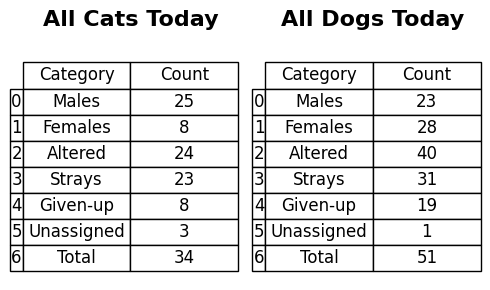 All Cats Today
Category Count
0 Males 25
1 Females 8
2 Altered 24
3 Strays 23
4 Given-up 8
5 Unassigned 3
6 Total 34
All Dogs Today
Category Count
0 Males 23
1 Females 28
2 Altered 40
3 Strays 31
4 Given-up 19
5 Unassigned 1
6 Total 51